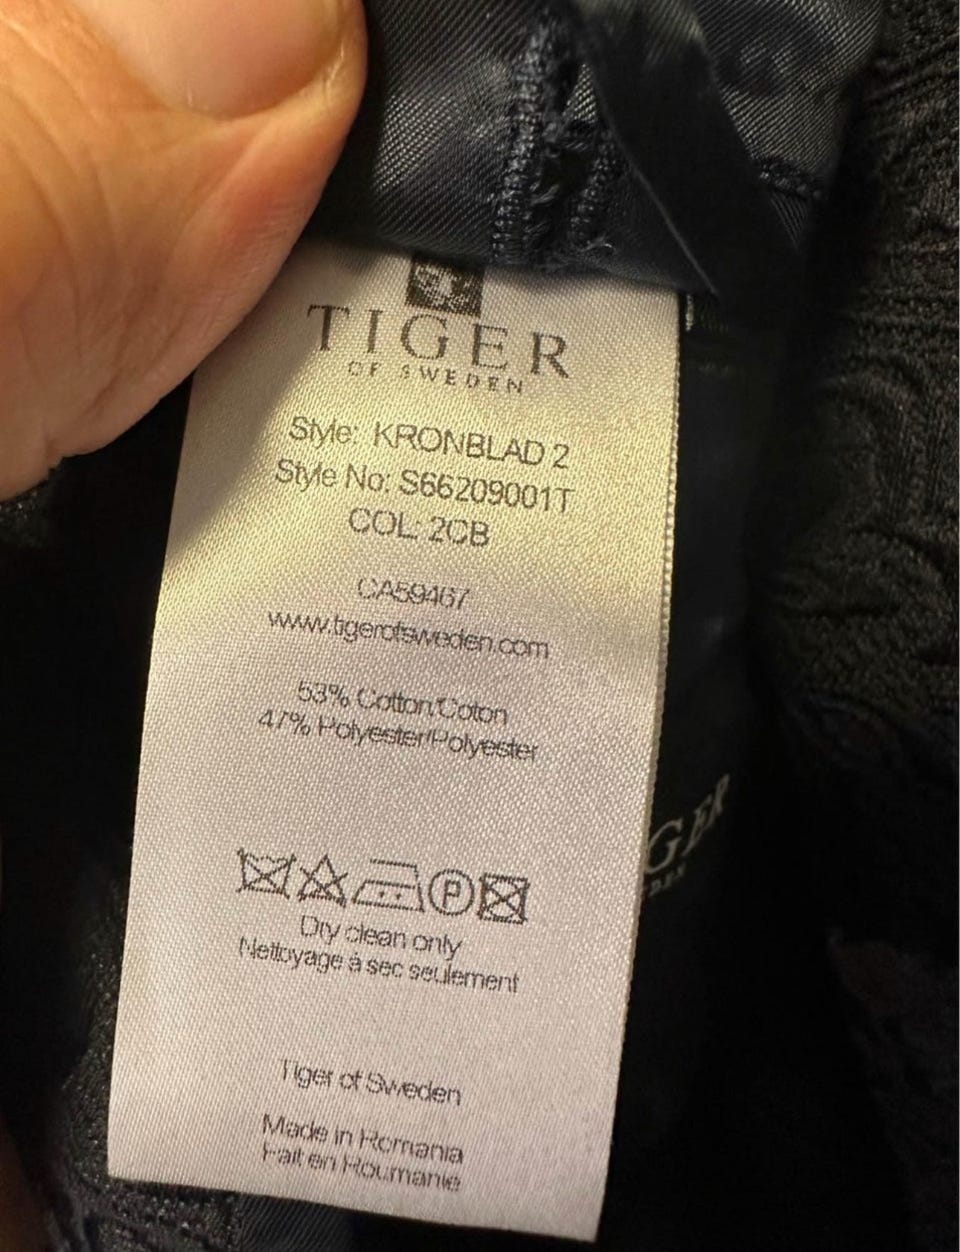 TIGER
OF SWEDEN
Style: KRONBLAD 2
Style No: S66209001T
COL: 2CB
CA59467
www.tigerofsweden.com
53% Cotton/Coton
47% Polyester/Polyester
P
Dry clean only
Nettoyage à sec seulement
Tiger of Sweden
Made in Romania
Fait en Roumanie
GER